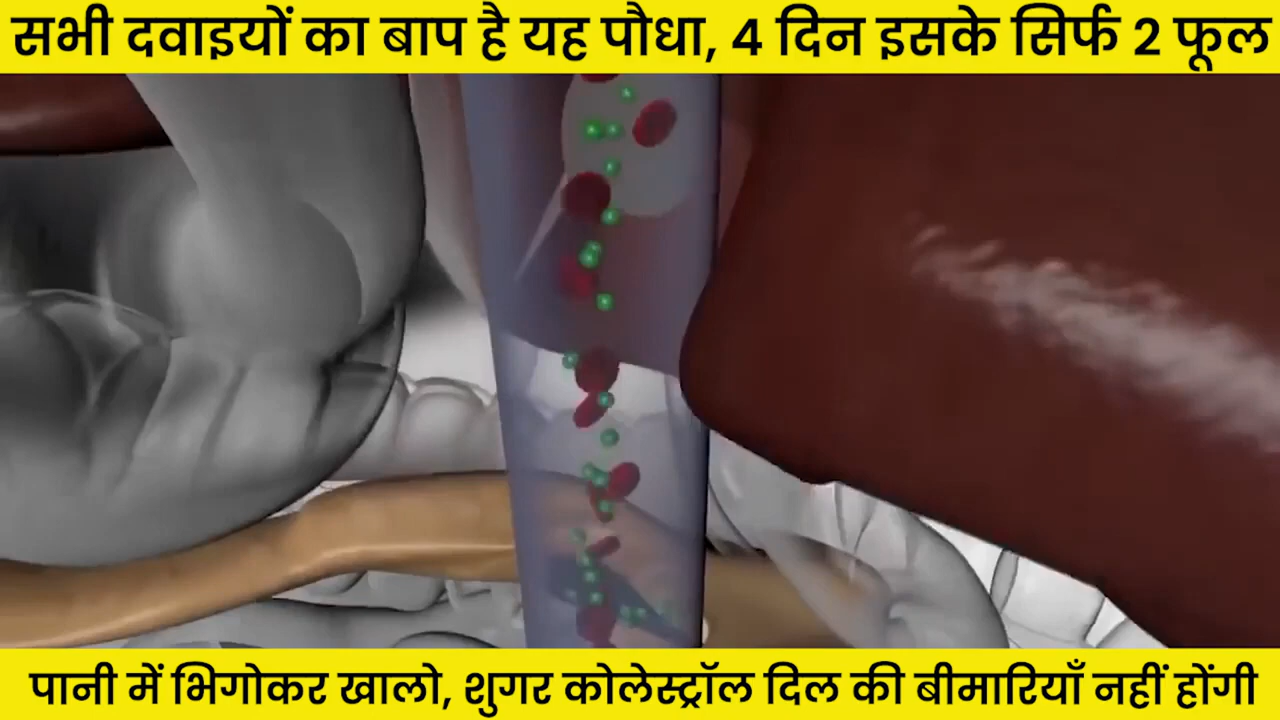 सभी दवाइयों का बाप है यह पौधा, 4 दिन इसके सिर्फ 2 फूल
पानी में भिगोकर खालो, शुगर कोलेस्ट्रॉल दिल की बीमारियाँ नहीं होंगी